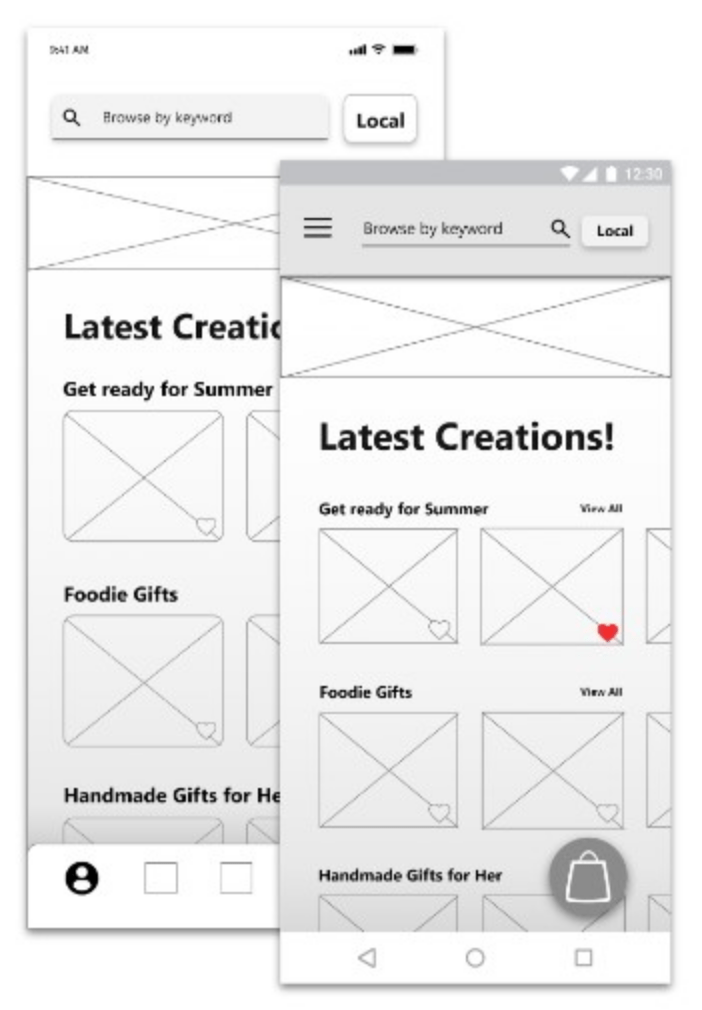 9:41 AM
Browse by keyword
Local
Latest Creatio
Get ready for Summer
Foodie Gifts
Handmade Gifts for He
12:30
Browse by keyword
Local
Latest Creations!
Get ready for Summer
View All
Foodie Gifts
View All
Handmade Gifts for Her